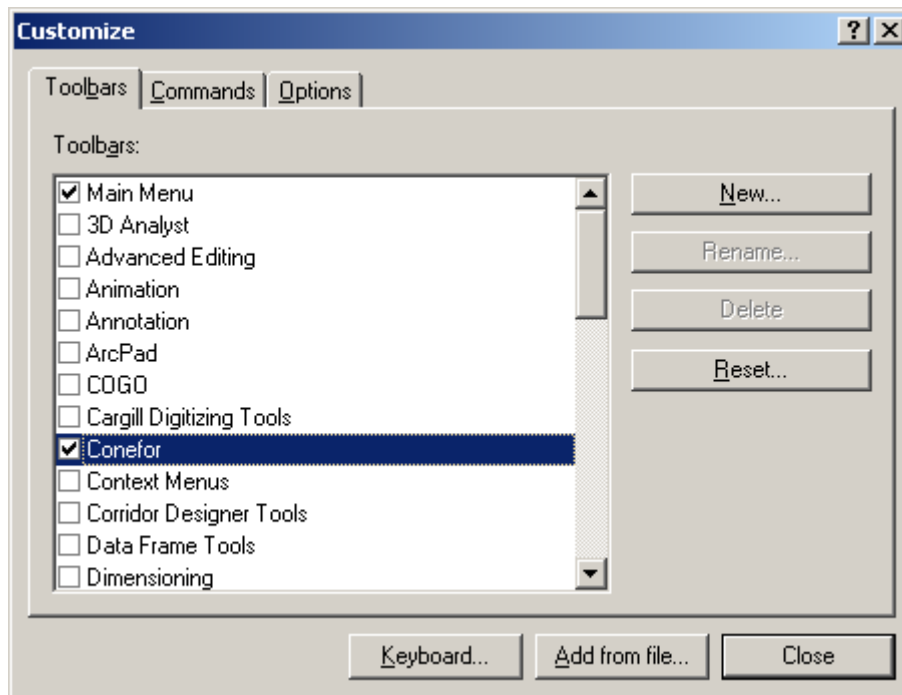 Customize
Toolbars Commands Options
Toolbars:
Main Menu
3D Analyst
Advanced Editing
Animation
Annotation
ArcPad
COGO
Cargill Digitizing Tools
Conefor
Context Menus
Corridor Designer Tools
Data Frame Tools
Dimensioning
New...
Rename...
Delete
Reset...
Keyboard... Add from file... Close